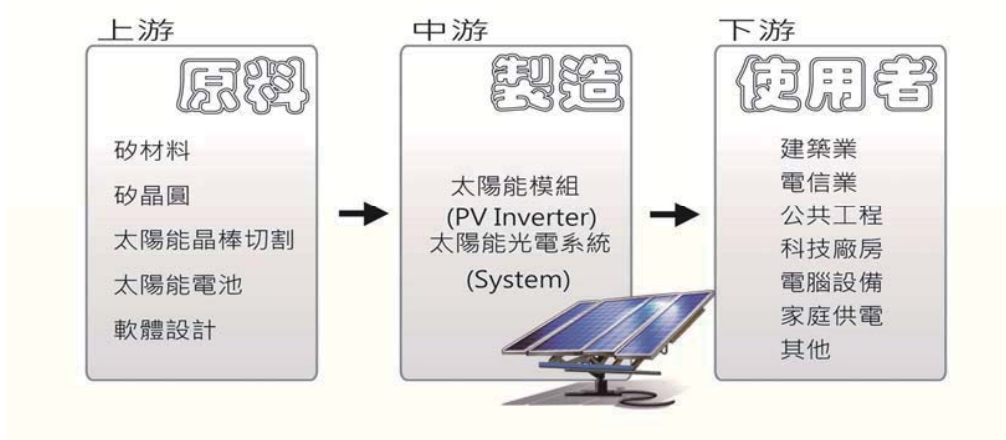 上游
原料
矽材料
矽晶圓
太陽能晶棒切割
太陽能電池
軟體設計
中游
製造
太陽能模組
(PV Inverter)
太陽能光電系統
(System)
下游
使用者
建築業
電信業
公共工程
科技廠房
電腦設備
家庭供電
其他